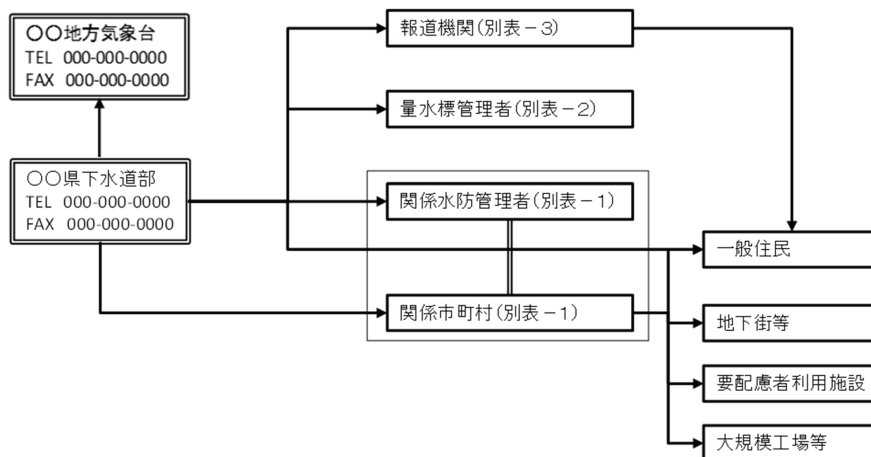 〇〇地方気象台
TEL 000-000-0000
FAX 000-000-0000
〇〇県下水道部
TEL 000-000-0000
FAX 000-000-0000
報道機関(別表－3)
量水標管理者(別表－2)
関係水防管理者(別表－1)
関係市町村(別表－1)
一般住民
地下街等
要配慮者利用施設
大規模工場等